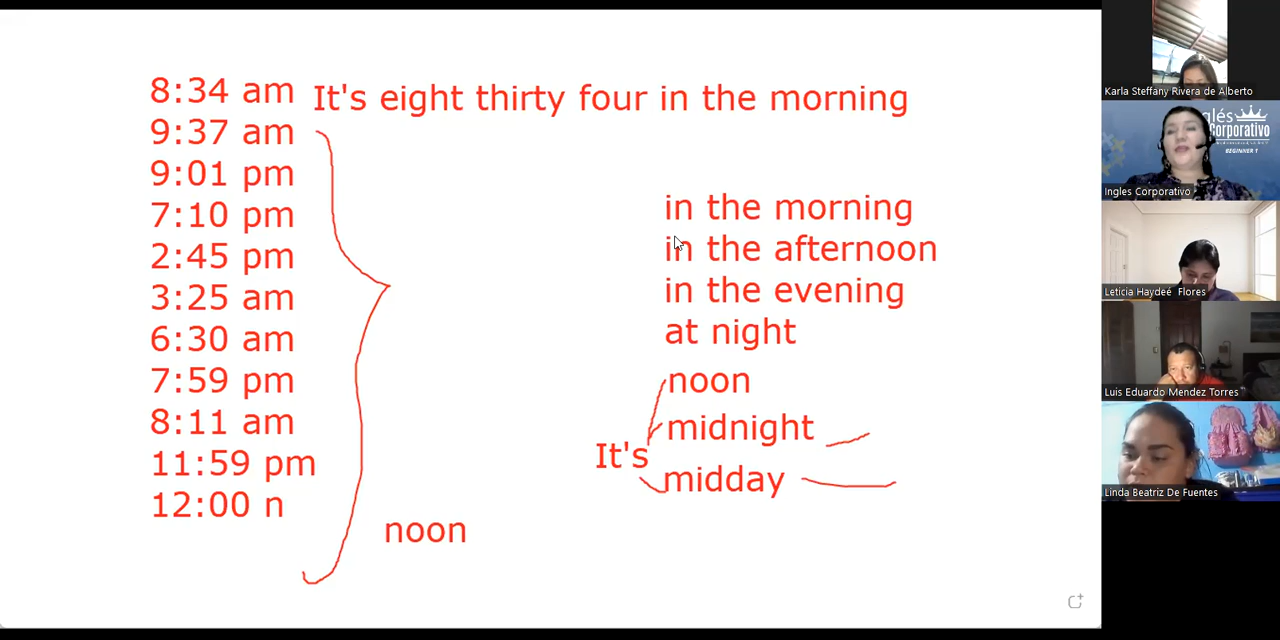 8:34 am It's eight thirty four in the morning
9:37 am
9:01 pm
7:10 pm
2:45 pm
3:25 am
6:30 am
7:59 pm
8:11 am
11:59 pm
12:00 n
noon
in the morning
in the afternoon
in the evening
at night
noon
midnight
It's
midday
Karla Steffany Rivera de Alberto
glés
Corporativo
BEGINNER 1
Ingles Corporativo
Leticia Haydeé Flores
Luis Eduardo Mendez Torres
Linda Beatriz De Fuentes